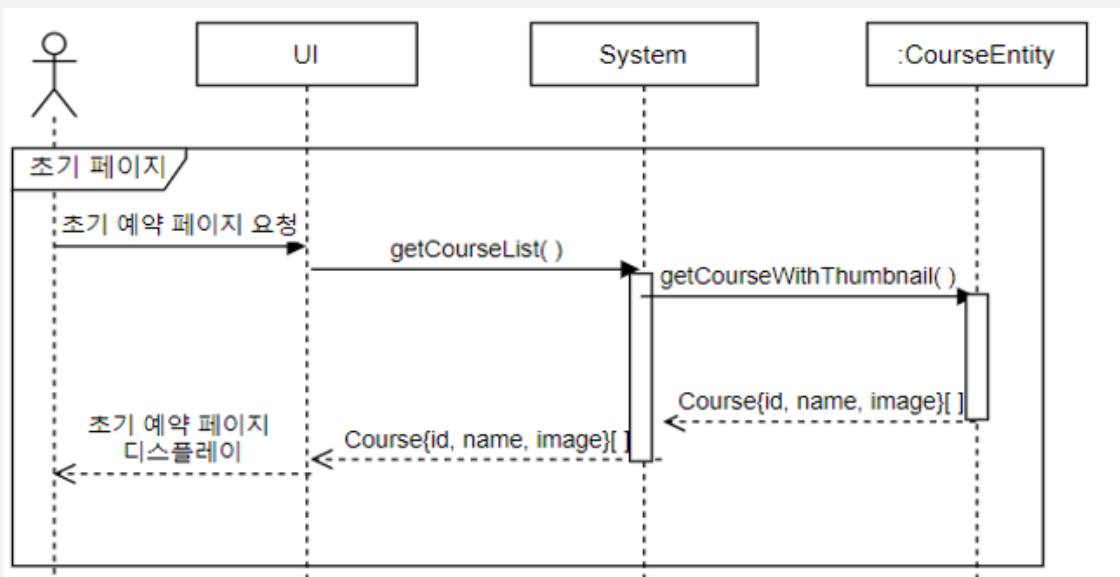 UI
System
:CourseEntity
초기 페이지
초기 예약 페이지 요청
getCourseList( )
getCourseWithThumbnail( )
Course{id, name, image}[ ]
초기 예약 페이지
디스플레이
Course{id, name, image}[ ]